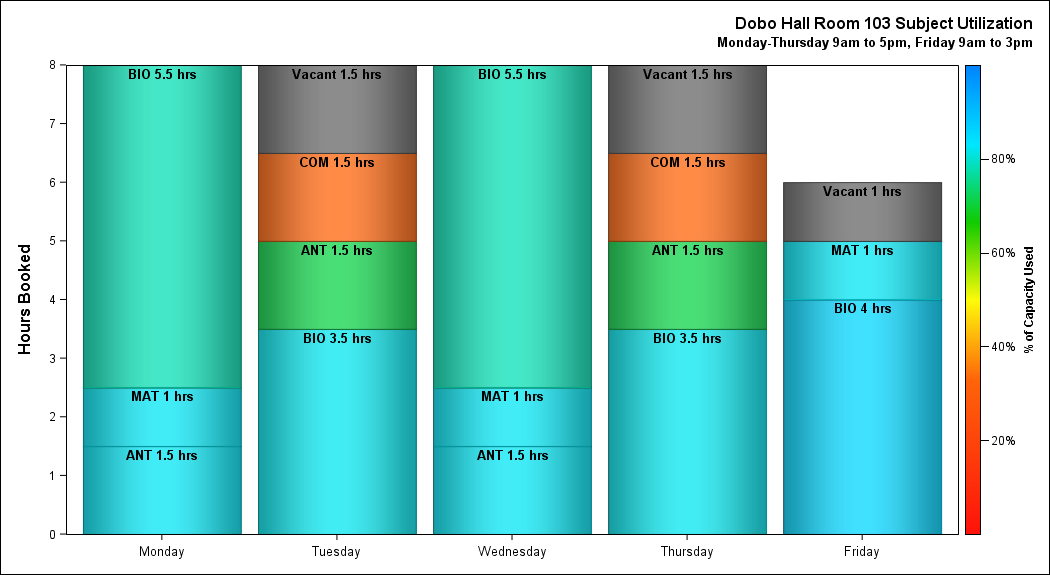 Dobo Hall Room 103 Subject Utilization
Monday-Thursday 9am to 5pm, Friday 9am to 3pm
Hours Booked
8
7
6
5
4
3
2
1
0
BIO 5.5 hrs
MAT 1 hrs
ANT 1.5 hrs
Vacant 1.5 hrs
COM 1.5 hrs
ANT 1.5 hrs
BIO 3.5 hrs
BIO 5.5 hrs
MAT 1 hrs
ANT 1.5 hrs
Vacant 1.5 hrs
COM 1.5 hrs
ANT 1.5 hrs
BIO 3.5 hrs
Vacant 1 hrs
MAT 1 hrs
BIO 4 hrs
Monday
Tuesday
Wednesday
Thursday
Friday
80%
60%
40%
20%
% of Capacity Used